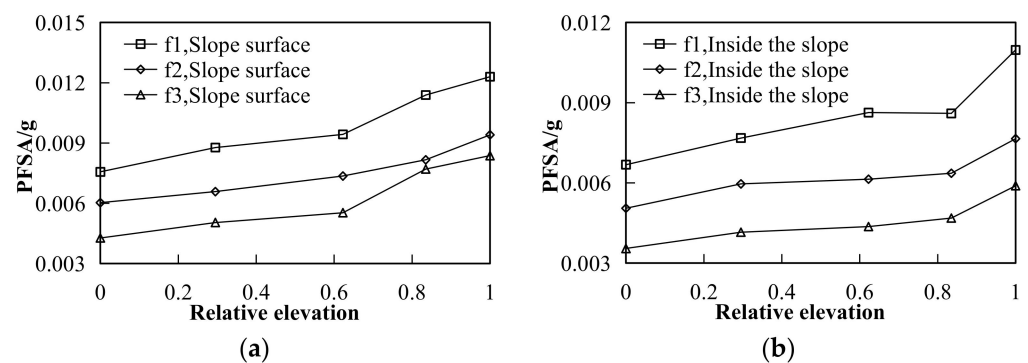 0.015
0.012
0.009
0.006
0.003
PFSA/g
f1,Slope surface
f2,Slope surface
f3,Slope surface
0 0.2 0.4 0.6 0.8 1
Relative elevation
(a)
0.012
0.009
0.006
0.003
PFSA/g
f1,Inside the slope
f2,Inside the slope
f3,Inside the slope
0 0.2 0.4 0.6 0.8 1
Relative elevation
(b)